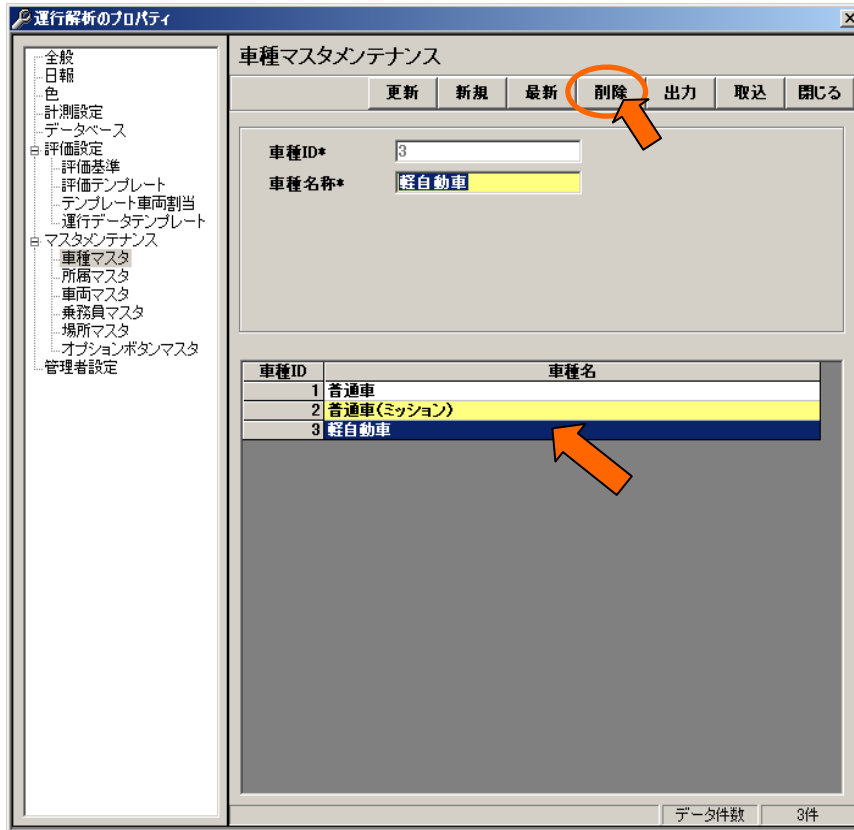 運行解析のプロパティ
全般
日報
色
計測設定
データベース
評価設定
評価基準
評価テンプレート
テンプレート車両割当
運行データテンプレート
マスタメンテナンス
車種マスタ
所属マスタ
車両マスタ
乗務員マスタ
場所マスタ
オプションボタンマスタ
管理者設定
車種マスタメンテナンス
更新 新規 最新 削除 出力 取込 閉じる
車種ID* 3
車種名称* 軽自動車
車種ID 車種名
1 普通車
2 普通車(ミッション)
3 軽自動車
データ件数 3件